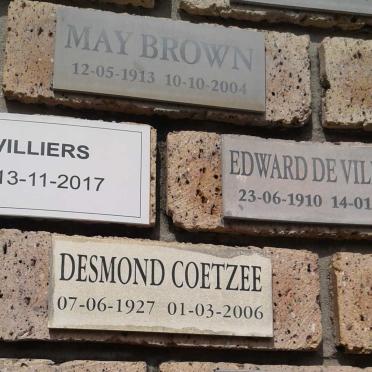 MAY BROWN
12-05-1913 10-10-2004
VILLIERS
13-11-2017
EDWARD DE VIL
23-06-1910 14-01
DESMOND COETZEE
07-06-1927 01-03-2006